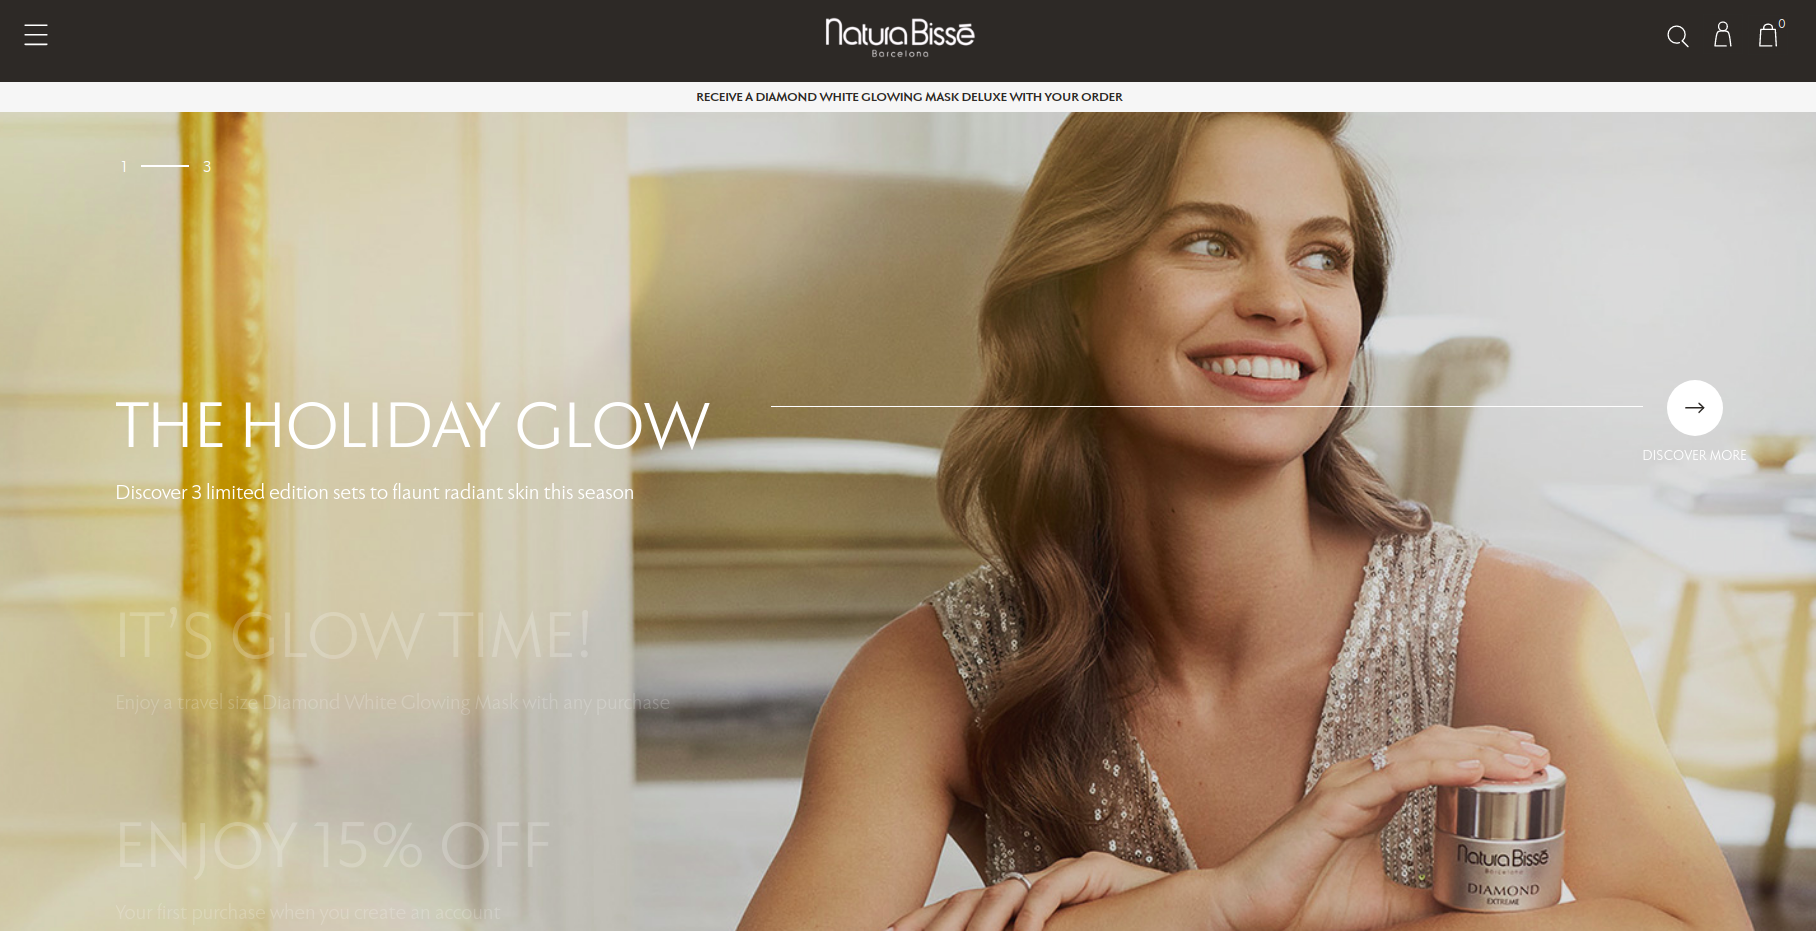 Natura Bissé
Barcelona
0
RECEIVE A DIAMOND WHITE GLOWING MASK DELUXE WITH YOUR ORDER
1 3
THE HOLIDAY GLOW
DISCOVER MORE
Discover 3 limited edition sets to flaunt radiant skin this season
IT'S GLOW TIME!
Enjoy a travel size Diamond White Glowing Mask with any purchase
ENJOY 15% OFF
Your first purchase when you create an account
Natura Bissé
Barcelona
DIAMOND
EXTREME